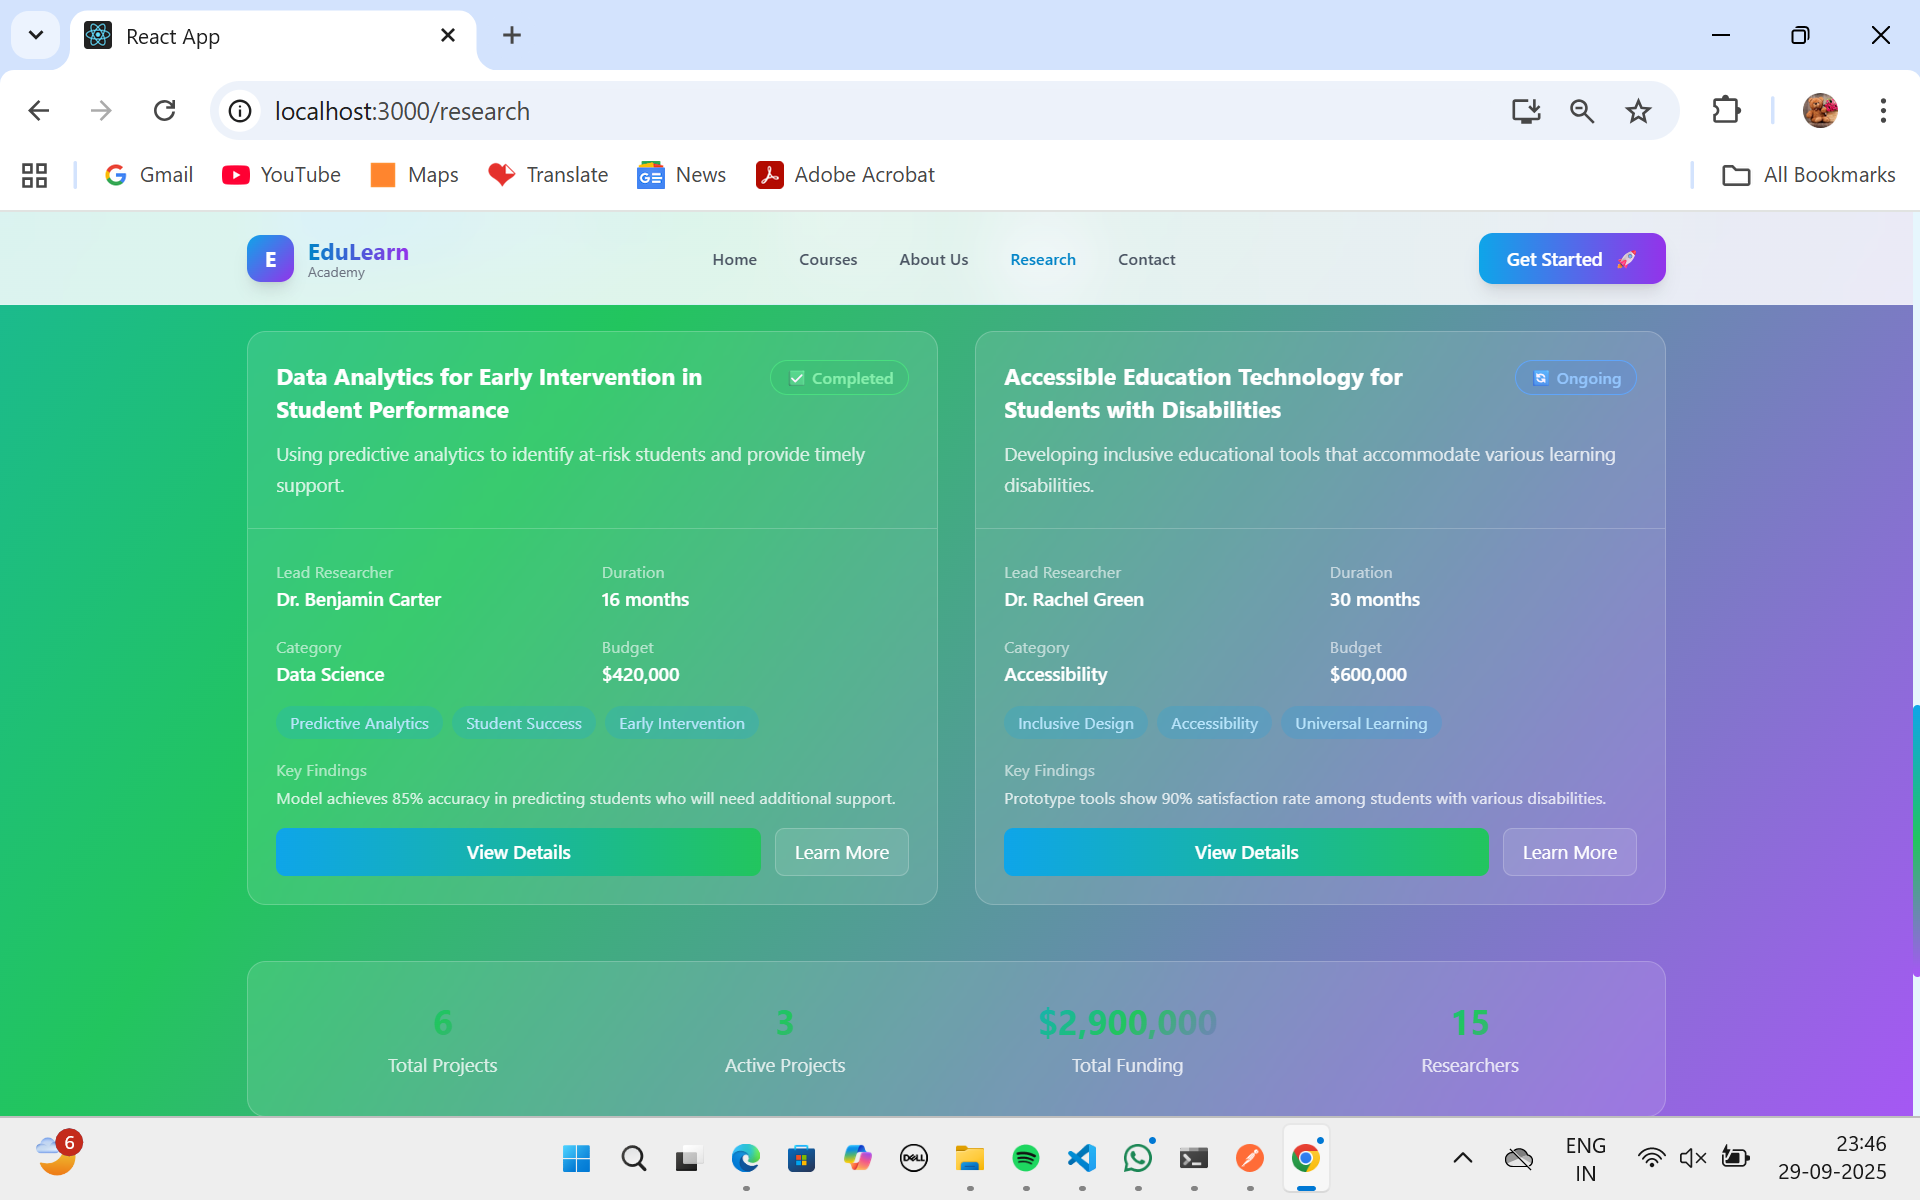 React App
localhost:3000/research
Gmail
YouTube
Maps
Translate
News
Adobe Acrobat
All Bookmarks
E
EduLearn
Academy
Home
Courses
About Us
Research
Contact
Get Started
Data Analytics for Early Intervention in
Student Performance
Completed
Using predictive analytics to identify at-risk students and provide timely
support.
Lead Researcher
Dr. Benjamin Carter
Duration
16 months
Category
Data Science
Budget
$420,000
Predictive Analytics
Student Success
Early Intervention
Key Findings
Model achieves 85% accuracy in predicting students who will need additional support.
View Details
Learn More
Accessible Education Technology for
Students with Disabilities
Ongoing
Developing inclusive educational tools that accommodate various learning
disabilities.
Lead Researcher
Dr. Rachel Green
Duration
30 months
Category
Accessibility
Budget
$600,000
Inclusive Design
Accessibility
Universal Learning
Key Findings
Prototype tools show 90% satisfaction rate among students with various disabilities.
View Details
Learn More
6
Total Projects
3
Active Projects
$2,900,000
Total Funding
15
Researchers
6
DELL
ENG
IN
23:46
29-09-2025